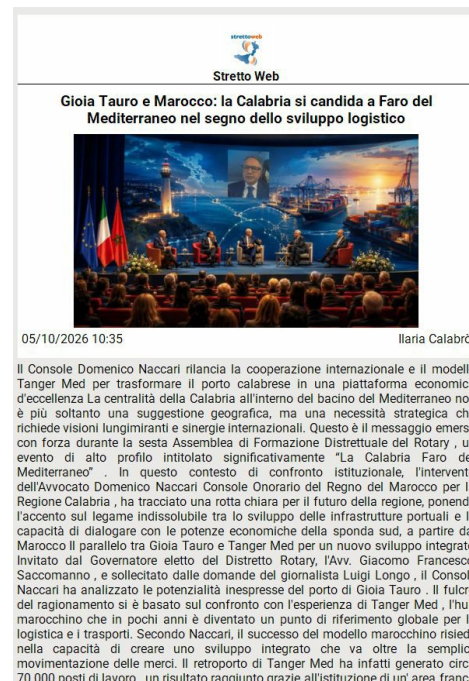 strettoweb
Stretto Web
Gioia Tauro e Marocco: la Calabria si candida a Faro del
Mediterraneo nel segno dello sviluppo logistico
05/10/2026 10:35
Ilaria Calabrò
Il Console Domenico Naccari rilancia la cooperazione internazionale e il modell
Tanger Med per trasformare il porto calabrese in una piattaforma economic
d'eccellenza La centralità della Calabria all'interno del bacino del Mediterraneo no
è più soltanto una suggestione geografica, ma una necessità strategica ch
richiede visioni lungimiranti e sinergie internazionali. Questo è il messaggio emers
con forza durante la sesta Assemblea di Formazione Distrettuale del Rotary , u
evento di alto profilo intitolato significativamente “La Calabria Faro de
Mediterraneo” . In questo contesto di confronto istituzionale, l'intervent
dell'Avvocato Domenico Naccari Console Onorario del Regno del Marocco per l
Regione Calabria , ha tracciato una rotta chiara per il futuro della regione, ponend
l'accento sul legame indissolubile tra lo sviluppo delle infrastrutture portuali e l
capacità di dialogare con le potenze economiche della sponda sud, a partire da
Marocco Il parallelo tra Gioia Tauro e Tanger Med per un nuovo sviluppo integrat
Invitato dal Governatore eletto del Distretto Rotary, l'Avv. Giacomo Francesc
Saccomanno , e sollecitato dalle domande del giornalista Luigi Longo , il Consol
Naccari ha analizzato le potenzialità inespresse del porto di Gioia Tauro . Il fulcr
del ragionamento si è basato sul confronto con l'esperienza di Tanger Med , l'hu
marocchino che in pochi anni è diventato un punto di riferimento globale per l
logistica e i trasporti. Secondo Naccari, il successo del modello marocchino risied
nella capacità di creare uno sviluppo integrato che va oltre la semplic
movimentazione delle merci. Il retroporto di Tanger Med ha infatti generato circ
70.000 posti di lavoro , un risultato raggiunto grazie all'istituzione di un' area franc